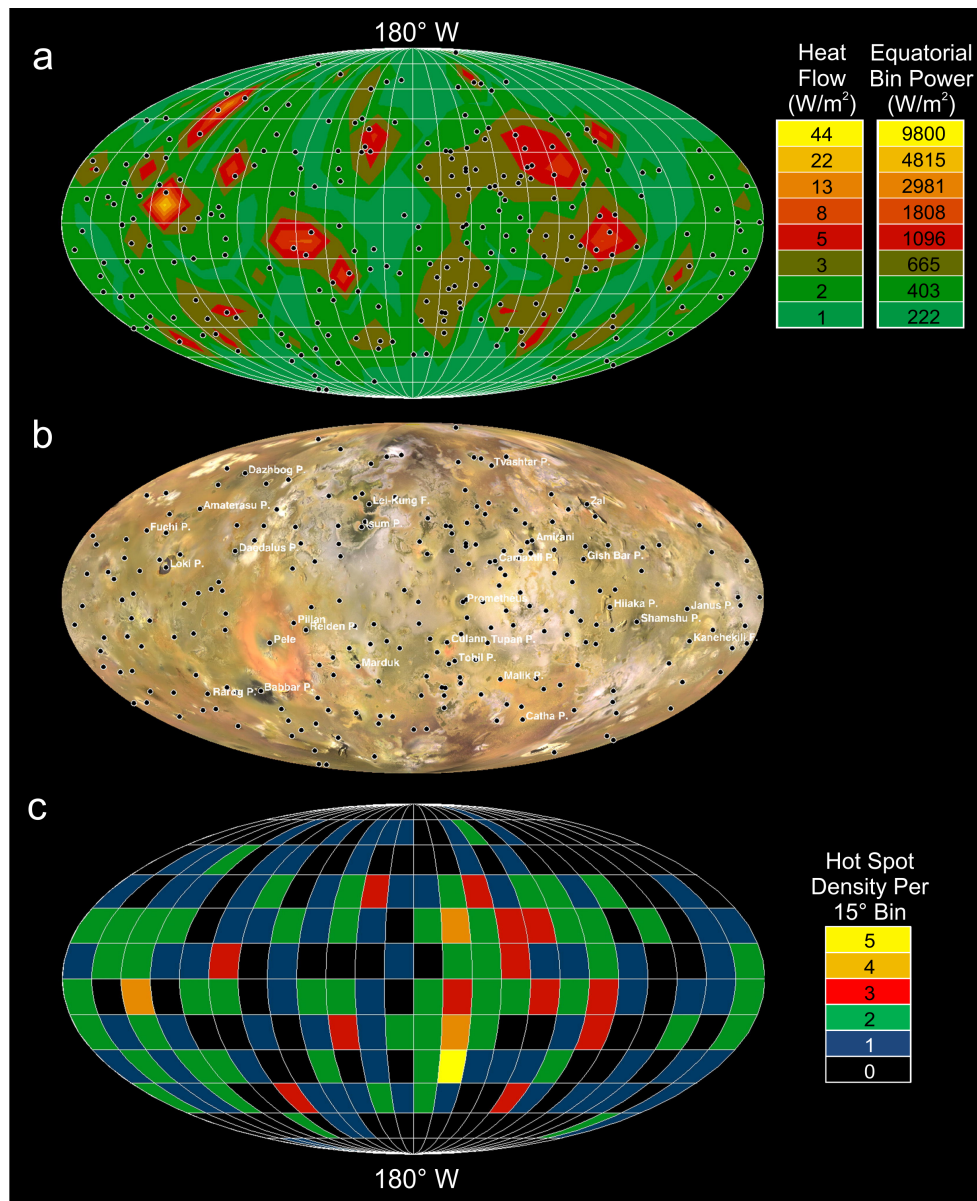 a
180° W
Heat
Flow
(W/m²)
44
22
13
8
5
3
2
1
Equatorial
Bin Power
(W/m²)
9800
4815
2981
1808
1096
665
403
222
b
Dazhbog P.
Tvashtar P.
Amaterasu P.
Lei-Kung F.
Zal
Fuchi P.
Isum P.
Daedalus P.
Amirani
Loki P.
Camaxtli P.
Gish Bar P.
Prometheus
Pillan
Reiden P.
Hiiaka P.
Janus P.
Shamshu P.
Pele
Culann
Tupan P.
Kanehekili P.
Marduk
Tohil P.
Malik P.
Rarog P.
Babbar P.
Catha P.
c
Hot Spot
Density Per
15° Bin
5
4
3
2
1
0
180° W